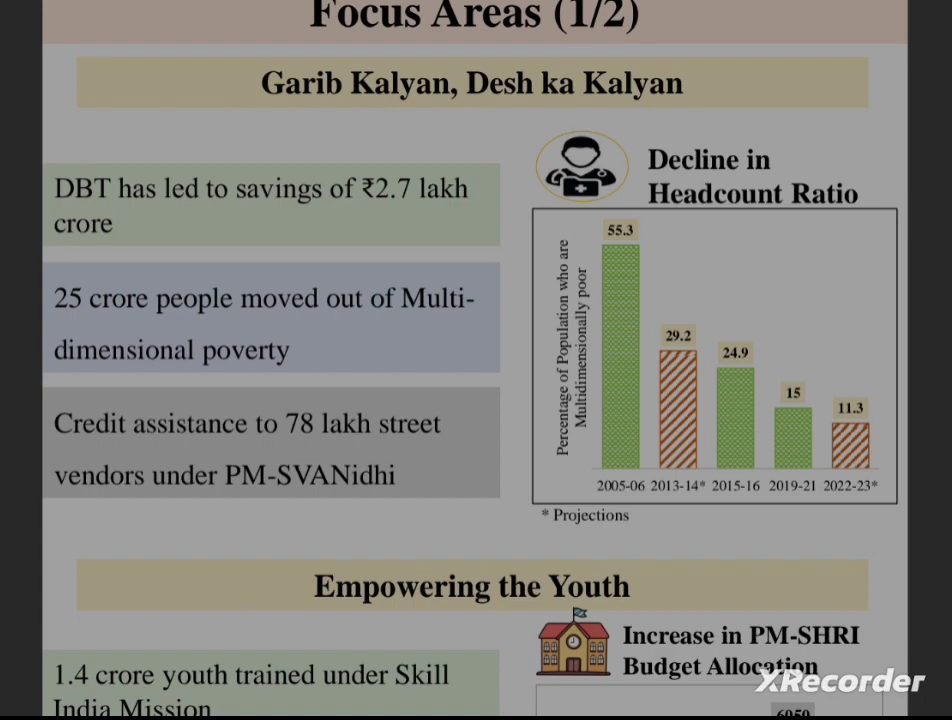 Focus Areas (1/2)
Garib Kalyan, Desh ka Kalyan
DBT has led to savings of ₹2.7 lakh
crore
25 crore people moved out of Multi-
dimensional poverty
Credit assistance to 78 lakh street
vendors under PM-SVANidhi
Decline in
Headcount Ratio
Percentage of Population who are
Multidimensionally poor
55.3
29.2
24.9
15
11.3
2005-06 2013-14* 2015-16 2019-21 2022-23*
* Projections
Empowering the Youth
1.4 crore youth trained under Skill
India Mission
Increase in PM-SHRI
Budget Allocation
6050
XRecorder